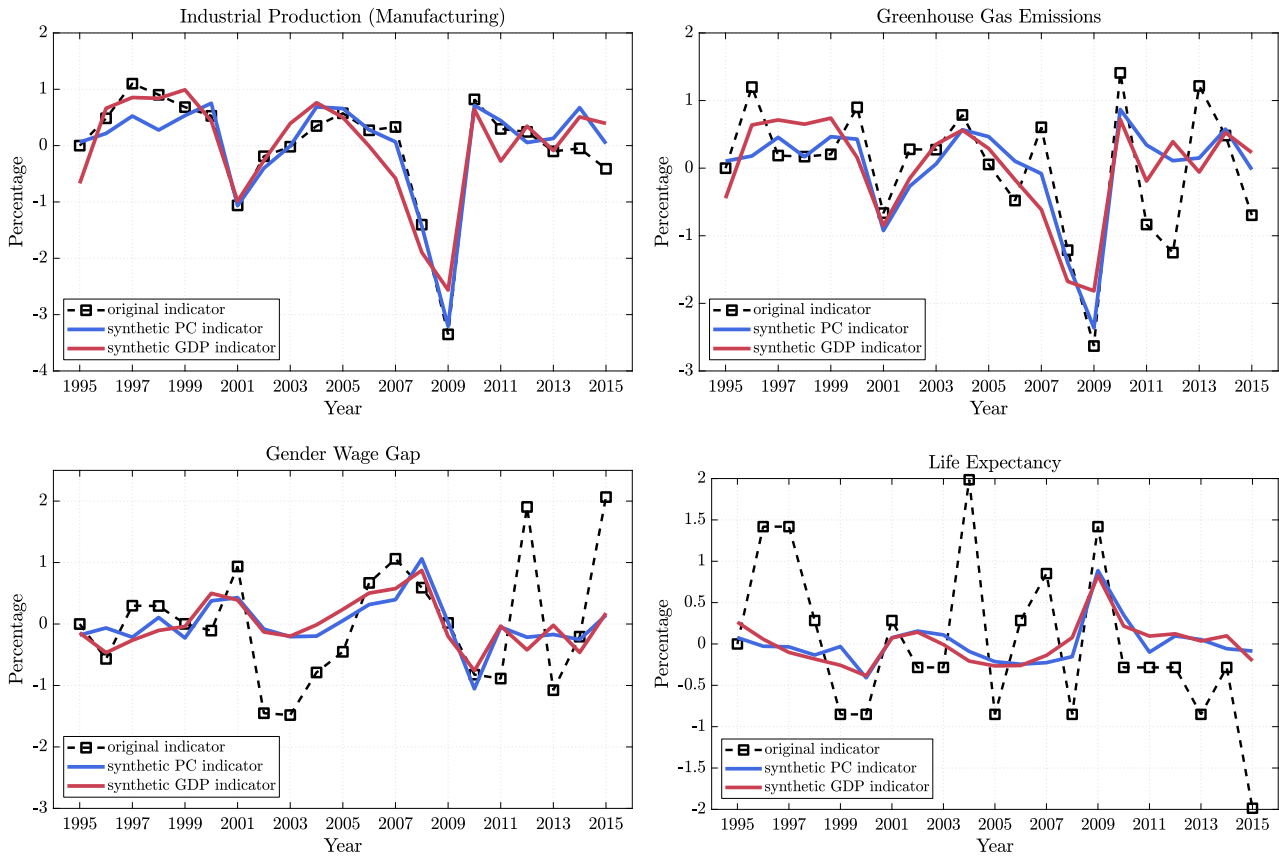 Industrial Production (Manufacturing)
2
1
0
-1
-2
-3
-4
Percentage
original indicator
synthetic PC indicator
synthetic GDP indicator
1995 1997 1999 2001 2003 2005 2007 2009 2011 2013 2015
Year
Greenhouse Gas Emissions
2
1
0
-1
-2
-3
Percentage
original indicator
synthetic PC indicator
synthetic GDP indicator
1995 1997 1999 2001 2003 2005 2007 2009 2011 2013 2015
Year
Gender Wage Gap
2
1
0
-1
-2
-3
Percentage
original indicator
synthetic PC indicator
synthetic GDP indicator
1995 1997 1999 2001 2003 2005 2007 2009 2011 2013 2015
Year
Life Expectancy
2
1.5
1
0.5
0
-0.5
-1
-1.5
-2
Percentage
original indicator
synthetic PC indicator
synthetic GDP indicator
1995 1997 1999 2001 2003 2005 2007 2009 2011 2013 2015
Year